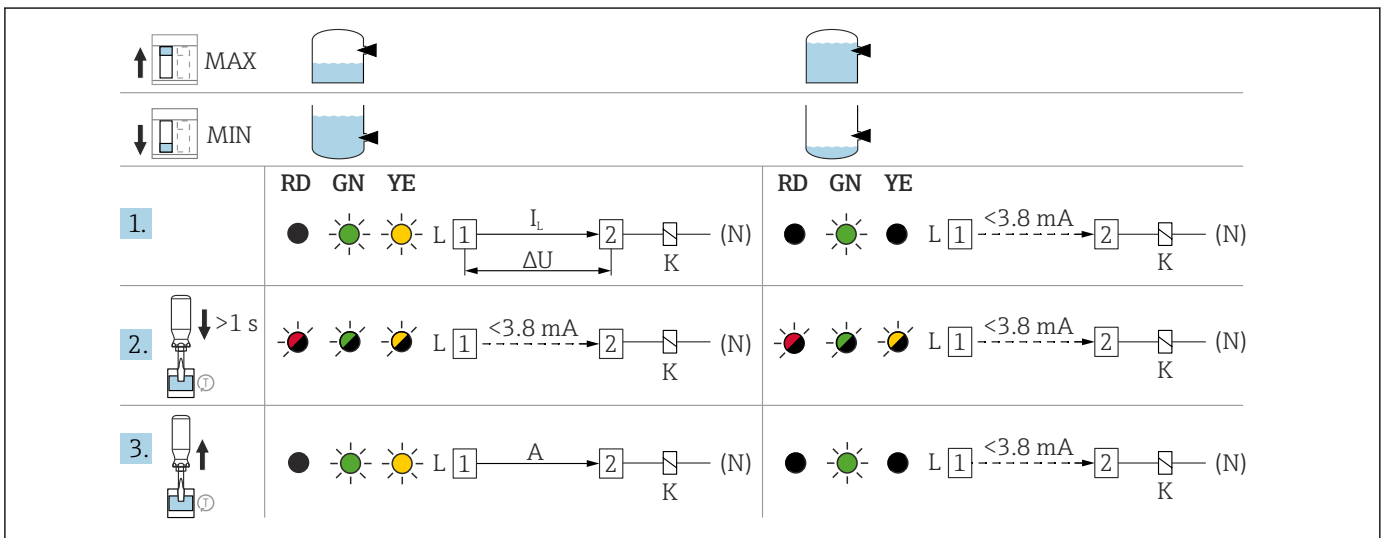 MAX
MIN
RD GN YE RD GN YE
1. L 1 I_L 2 (N) L 1 <3.8 mA 2 (N)
ΔU K K
2. >1 s L 1 <3.8 mA 2 (N) L 1 <3.8 mA 2 (N)
T K K
3. L 1 A 2 (N) L 1 <3.8 mA 2 (N)
T K K